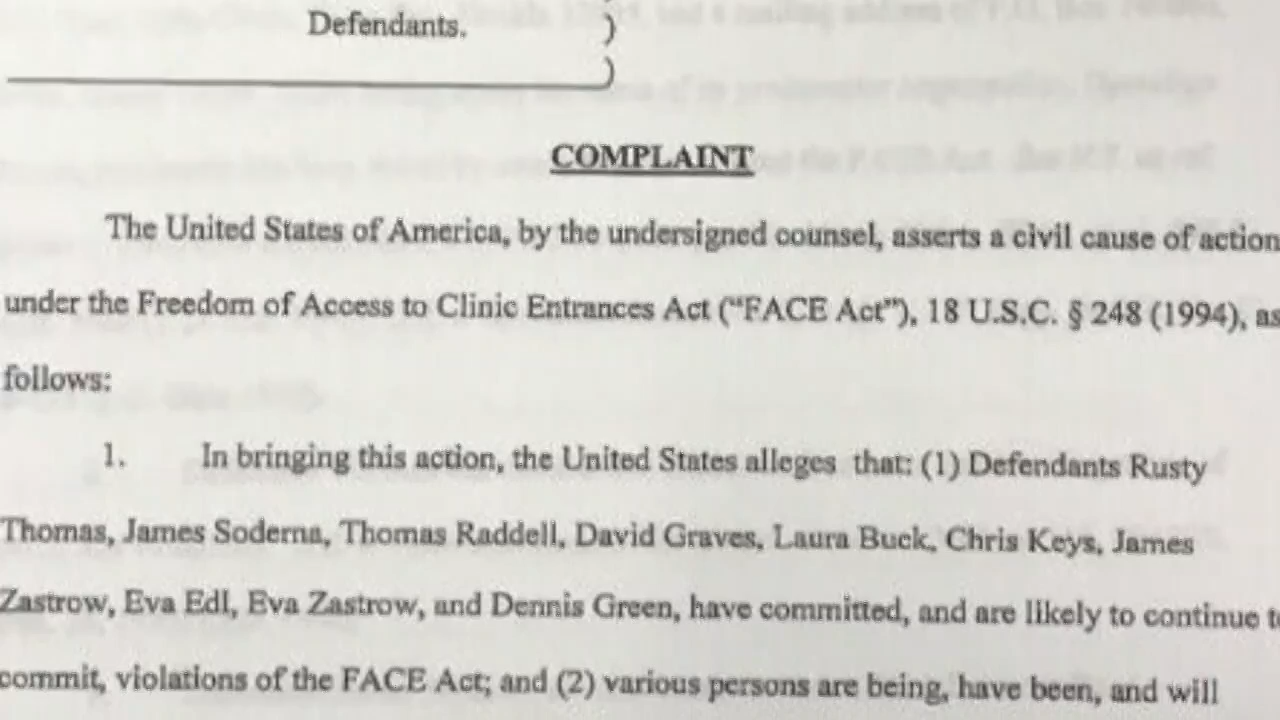 Defendants. )
)
COMPLAINT
The United States of America, by the undersigned counsel, asserts a civil cause of action
under the Freedom of Access to Clinic Entrances Act ("FACE Act"), 18 U.S.C. § 248 (1994), as
follows:
1. In bringing this action, the United States alleges that: (1) Defendants Rusty
Thomas, James Soderna, Thomas Raddell, David Graves, Laura Buck, Chris Keys, James
Zastrow, Eva Edl, Eva Zastrow, and Dennis Green, have committed, and are likely to continue to
commit, violations of the FACE Act; and (2) various persons are being, have been, and will